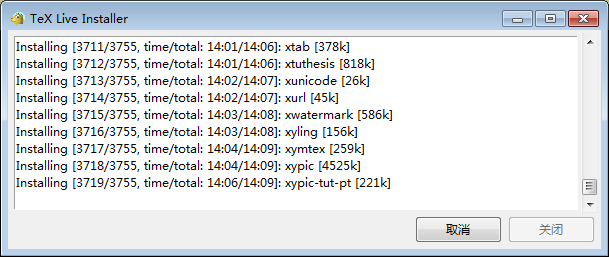 TeX Live Installer
Installing [3711/3755, time/total: 14:01/14:06]: xtab [378k]
Installing [3712/3755, time/total: 14:01/14:06]: xtuthesis [818k]
Installing [3713/3755, time/total: 14:02/14:07]: xunicode [26k]
Installing [3714/3755, time/total: 14:02/14:07]: xurl [45k]
Installing [3715/3755, time/total: 14:03/14:08]: xwatermark [586k]
Installing [3716/3755, time/total: 14:03/14:08]: xyling [156k]
Installing [3717/3755, time/total: 14:04/14:09]: xymtex [259k]
Installing [3718/3755, time/total: 14:04/14:09]: xypic [4525k]
Installing [3719/3755, time/total: 14:06/14:09]: xypic-tut-pt [221k]
取消 关闭